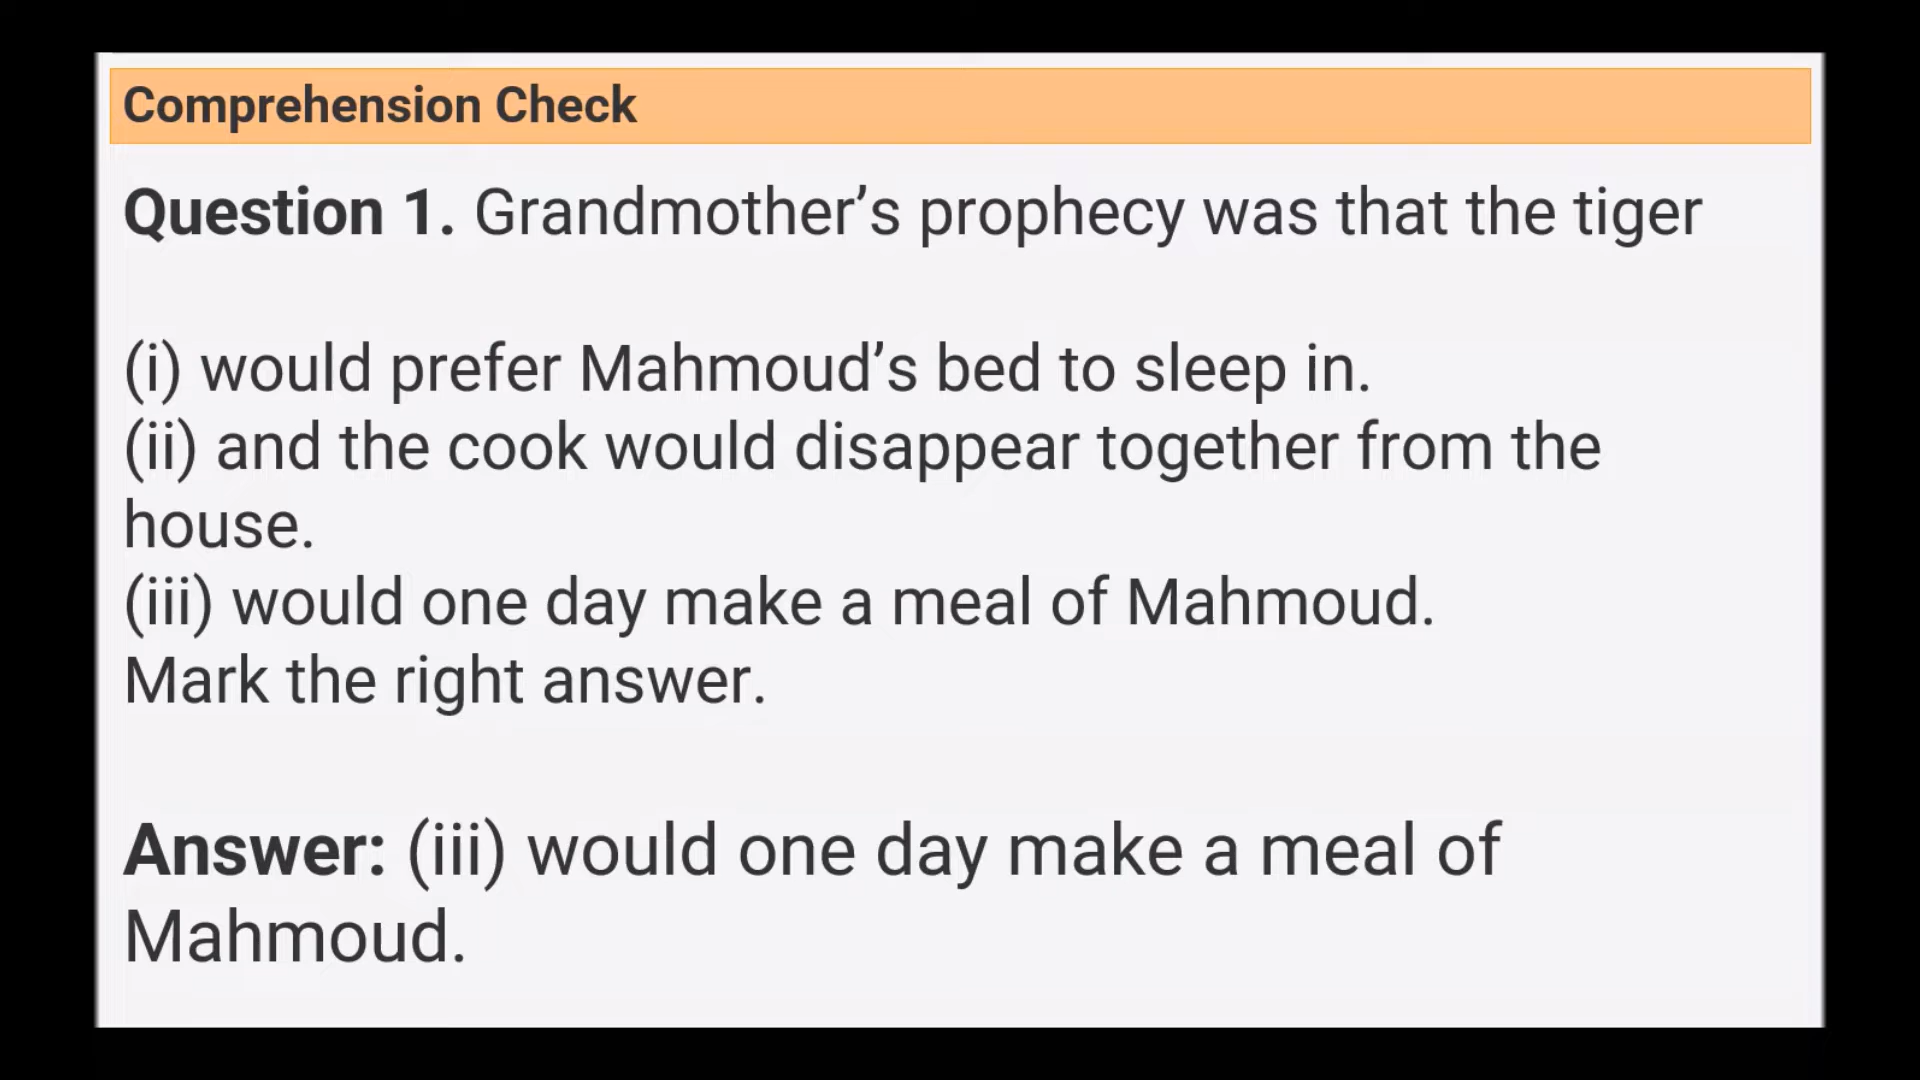 Comprehension Check
Question 1. Grandmother’s prophecy was that the tiger
(i) would prefer Mahmoud’s bed to sleep in.
(ii) and the cook would disappear together from the
house.
(iii) would one day make a meal of Mahmoud.
Mark the right answer.
Answer: (iii) would one day make a meal of
Mahmoud.